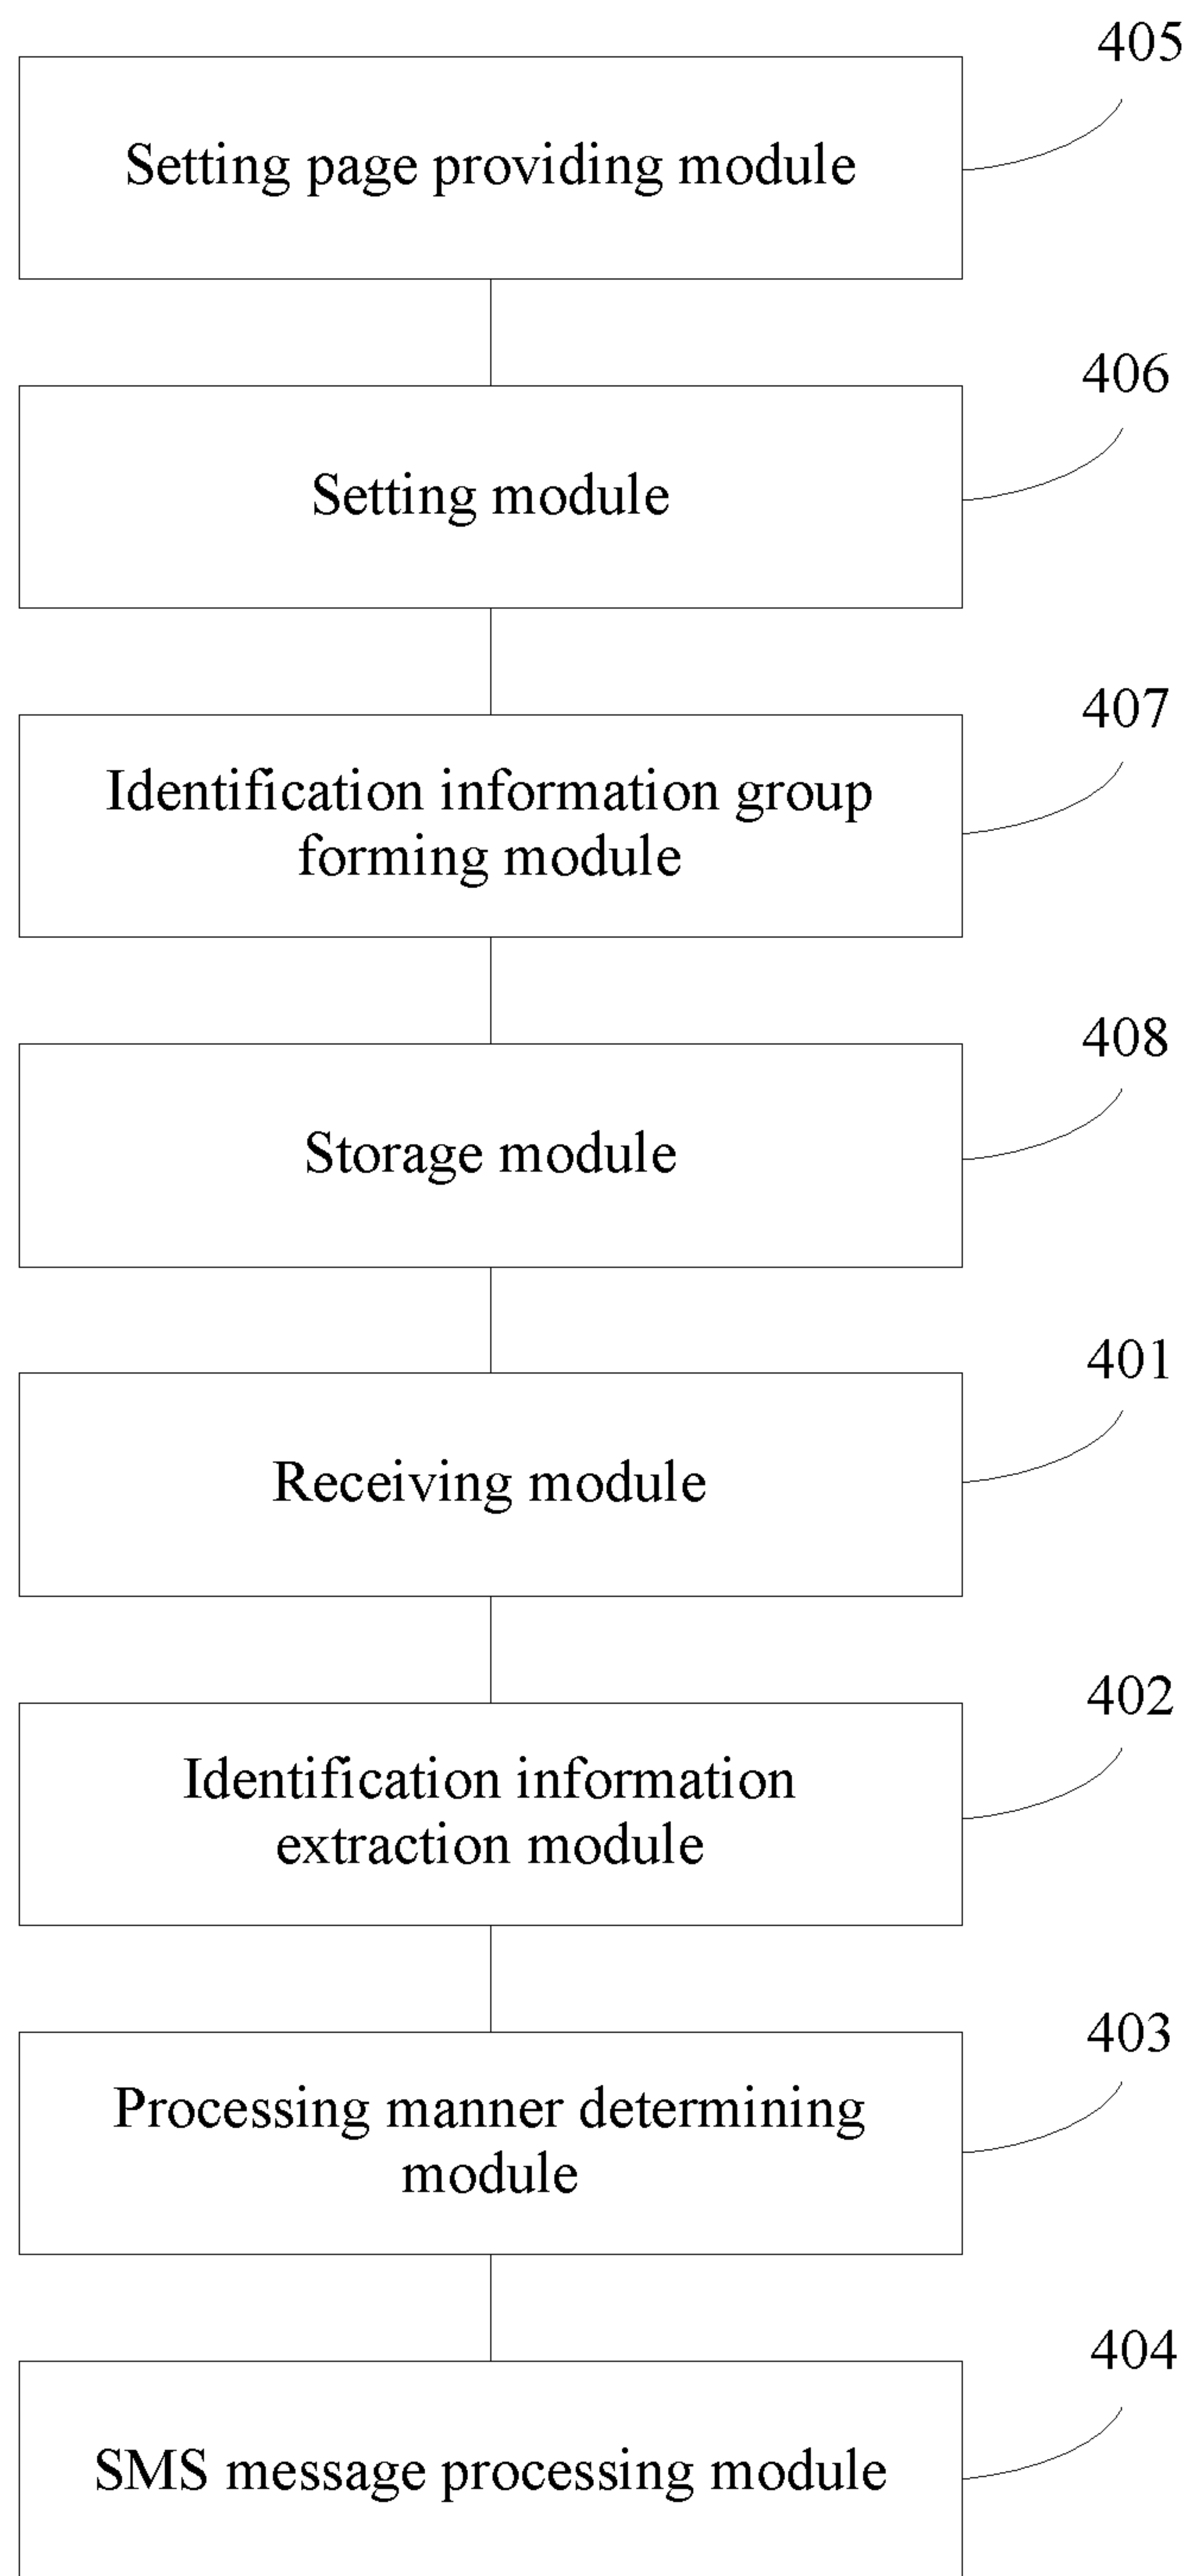 405
Setting page providing module
406
Setting module
407
Identification information group
forming module
408
Storage module
401
Receiving module
402
Identification information
extraction module
403
Processing manner determining
module
404
SMS message processing module